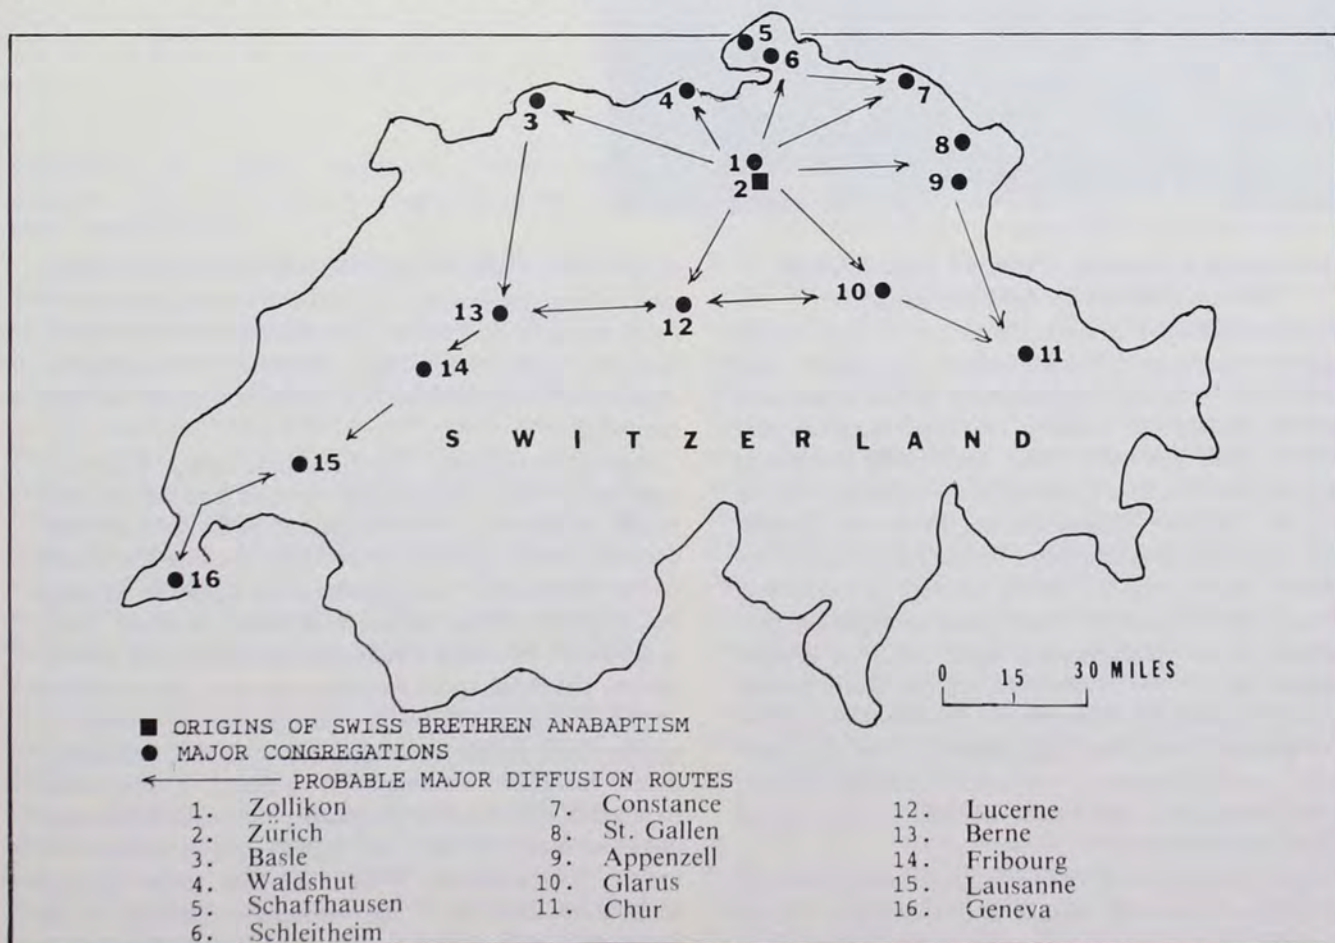 5
6
7
4
3
8
1
2
9
10
13
12
11
14
S W I T Z E R L A N D
15
16
0 15 30 MILES
ORIGINS OF SWISS BRETHREN ANABAPTISM
MAJOR CONGREGATIONS
PROBABLE MAJOR DIFFUSION ROUTES
1. Zollikon
2. Zürich
3. Basle
4. Waldshut
5. Schaffhausen
6. Schleitheim
7. Constance
8. St. Gallen
9. Appenzell
10. Glarus
11. Chur
12. Lucerne
13. Berne
14. Fribourg
15. Lausanne
16. Geneva